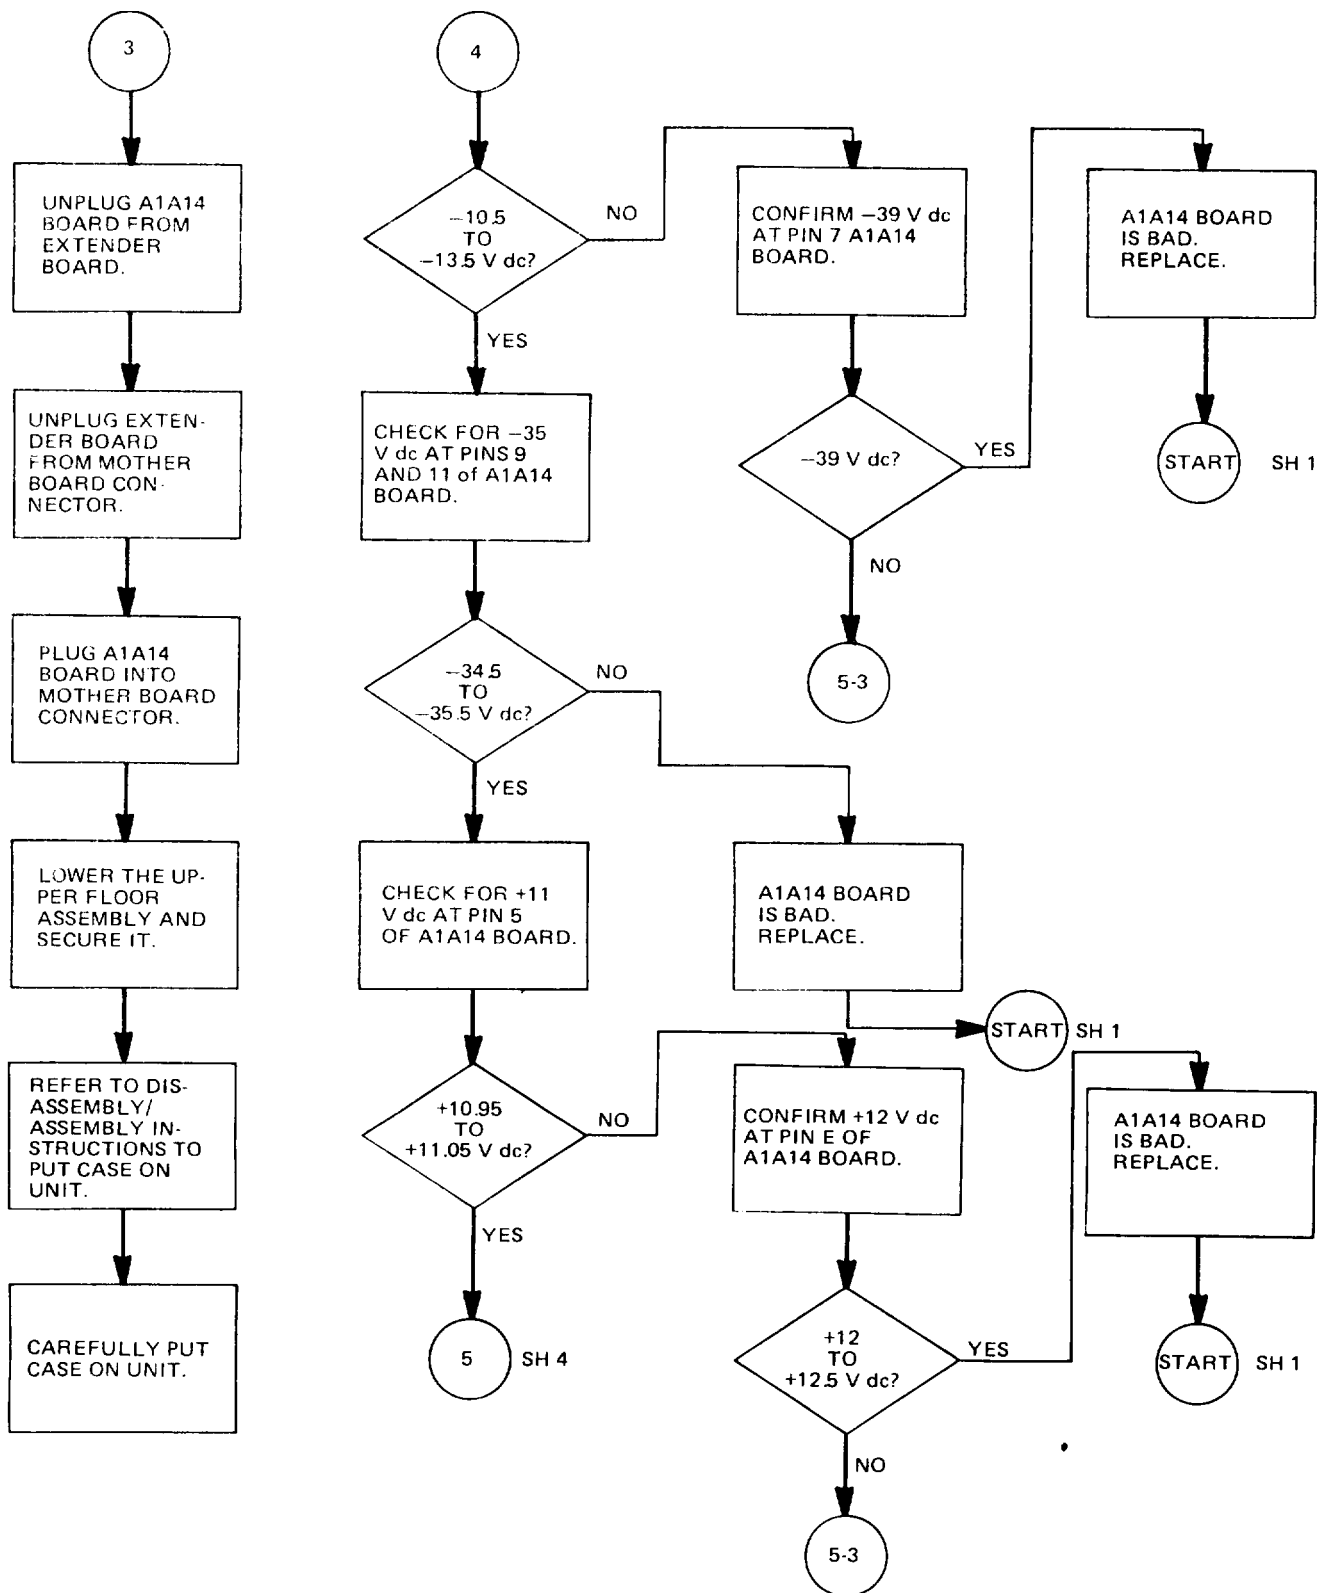 3
UNPLUG A1A14
BOARD FROM
EXTENDER
BOARD.
UNPLUG EXTEN-
DER BOARD
FROM MOTHER
BOARD CON-
NECTOR.
PLUG A1A14
BOARD INTO
MOTHER BOARD
CONNECTOR.
LOWER THE UP-
PER FLOOR
ASSEMBLY AND
SECURE IT.
REFER TO DIS-
ASSEMBLY/
ASSEMBLY IN-
STRUCTIONS TO
PUT CASE ON
UNIT.
CAREFULLY PUT
CASE ON UNIT.
4
—10.5
TO
—13.5 V dc?
NO
YES
CONFIRM —39 V dc
AT PIN 7 A1A14
BOARD.
—39 V dc?
YES
NO
A1A14 BOARD
IS BAD.
REPLACE.
START SH 1
5-3
CHECK FOR —35
V dc AT PINS 9
AND 11 of A1A14
BOARD.
—34.5
TO
—35.5 V dc?
NO
YES
A1A14 BOARD
IS BAD.
REPLACE.
START SH 1
CHECK FOR +11
V dc AT PIN 5
OF A1A14 BOARD.
+10.95
TO
+11.05 V dc?
NO
YES
5 SH 4
CONFIRM +12 V dc
AT PIN E OF
A1A14 BOARD.
+12
TO
+12.5 V dc?
YES
NO
A1A14 BOARD
IS BAD.
REPLACE.
START SH 1
5-3